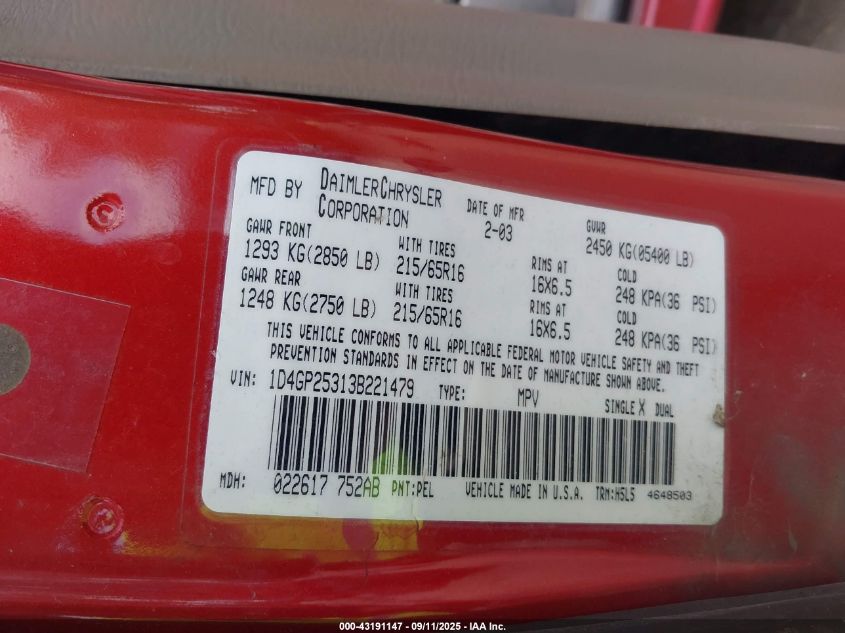 MFD BY DAIMLERCHRYSLER CORPORATION DATE OF MFR 2-03 GVWR 2450 KG(05400 LB)
GAWR FRONT WITH TIRES RIMS AT COLD
1293 KG(2850 LB) 215/65R16 16X6.5 248 KPA(36 PSI)
GAWR REAR WITH TIRES RIMS AT COLD
1248 KG(2750 LB) 215/65R16 16X6.5 248 KPA(36 PSI)
THIS VEHICLE CONFORMS TO ALL APPLICABLE FEDERAL MOTOR VEHICLE SAFETY AND THEFT
PREVENTION STANDARDS IN EFFECT ON THE DATE OF MANUFACTURE SHOWN ABOVE.
VIN: 1D4GP25313B221479 TYPE: MPV SINGLE X DUAL
MDH: 022617 752AB PNT:PEL VEHICLE MADE IN U.S.A. TRM:H5L5 4648503
000-43191147 - 09/11/2025 - IAA Inc.